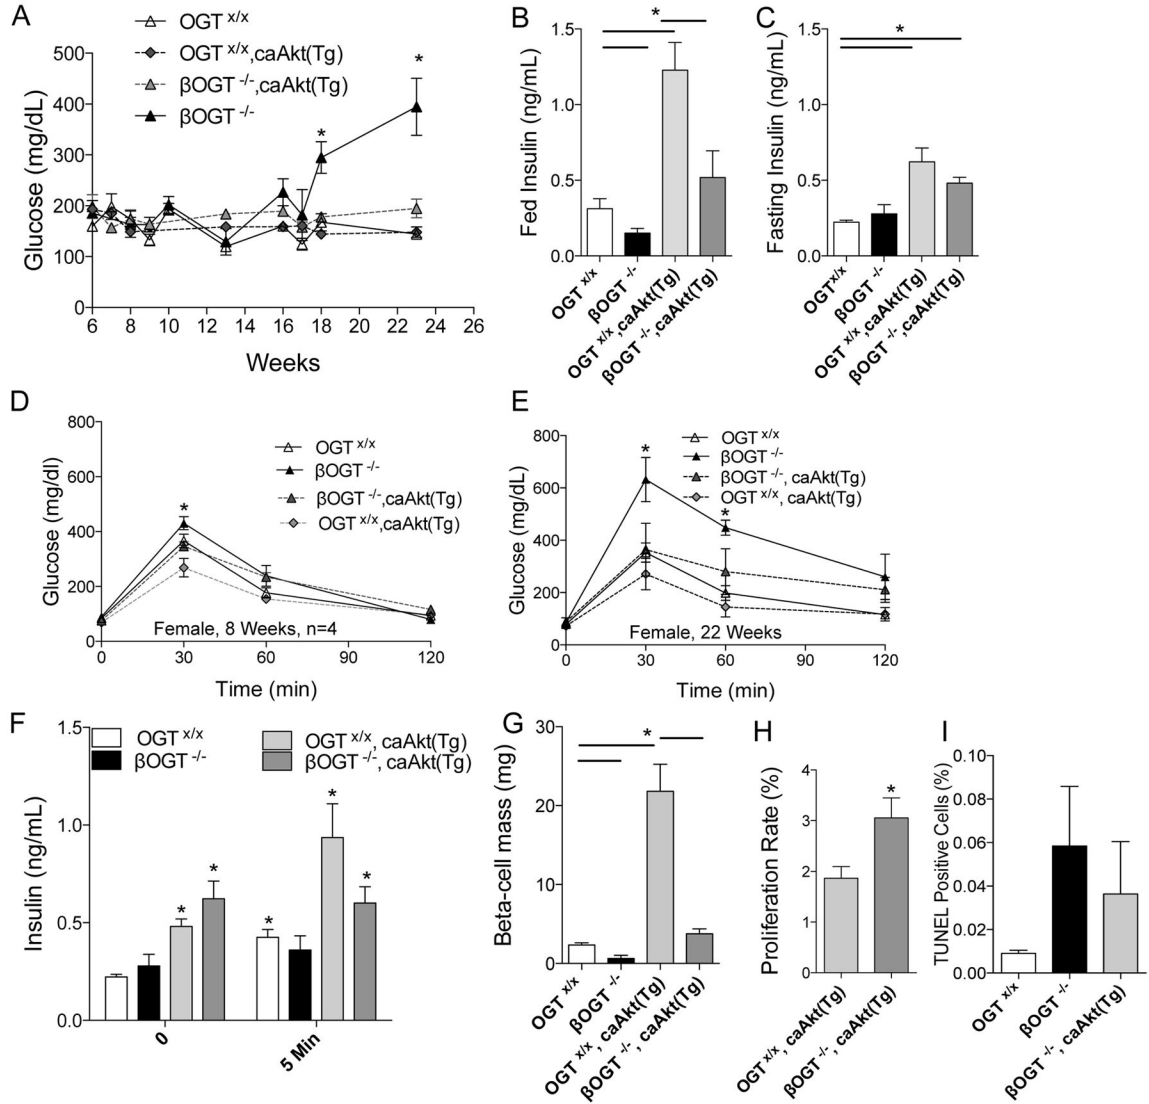 A
OGT x/x
OGT x/x,caAkt(Tg)
βOGT -/-,caAkt(Tg)
βOGT -/-
Glucose (mg/dL)
500
400
300
200
100
0
*
*
6 8 10 12 14 16 18 20 22 24 26
Weeks
B
Fed Insulin (ng/mL)
1.5
1.0
0.5
0.0
*
OGT x/x
βOGT -/-
OGT x/x,caAkt(Tg)
βOGT -/-,caAkt(Tg)
C
Fasting Insulin (ng/mL)
1.5
1.0
0.5
0.0
*
OGTx/x
βOGT -/-
OGT x/x,caAkt(Tg)
βOGT -/-,caAkt(Tg)
D
Glucose (mg/dl)
800
600
400
200
0
OGT x/x
βOGT -/-
βOGT -/-,caAkt(Tg)
OGT x/x,caAkt(Tg)
*
Female, 8 Weeks, n=4
0 30 60 90 120
Time (min)
E
Glucose (mg/dL)
800
600
400
200
0
OGT x/x
βOGT -/-
βOGT -/-, caAkt(Tg)
OGT x/x, caAkt(Tg)
*
*
Female, 22 Weeks
0 30 60 90 120
Time (min)
F
Insulin (ng/mL)
1.5
1.0
0.5
0.0
OGT x/x
βOGT -/-
OGT x/x, caAkt(Tg)
βOGT -/-, caAkt(Tg)
*
*
*
*
*
0
5 Min
G
Beta-cell mass (mg)
30
20
10
0
*
OGT x/x
βOGT -/-
OGT x/x, caAkt(Tg)
βOGT -/-, caAkt(Tg)
H
Proliferation Rate (%)
4
3
2
1
0
*
OGT x/x, caAkt(Tg)
βOGT -/-, caAkt(Tg)
I
TUNEL Positive Cells (%)
0.10
0.08
0.06
0.04
0.02
0.00
OGT x/x
βOGT -/-
βOGT -/-, caAkt(Tg)